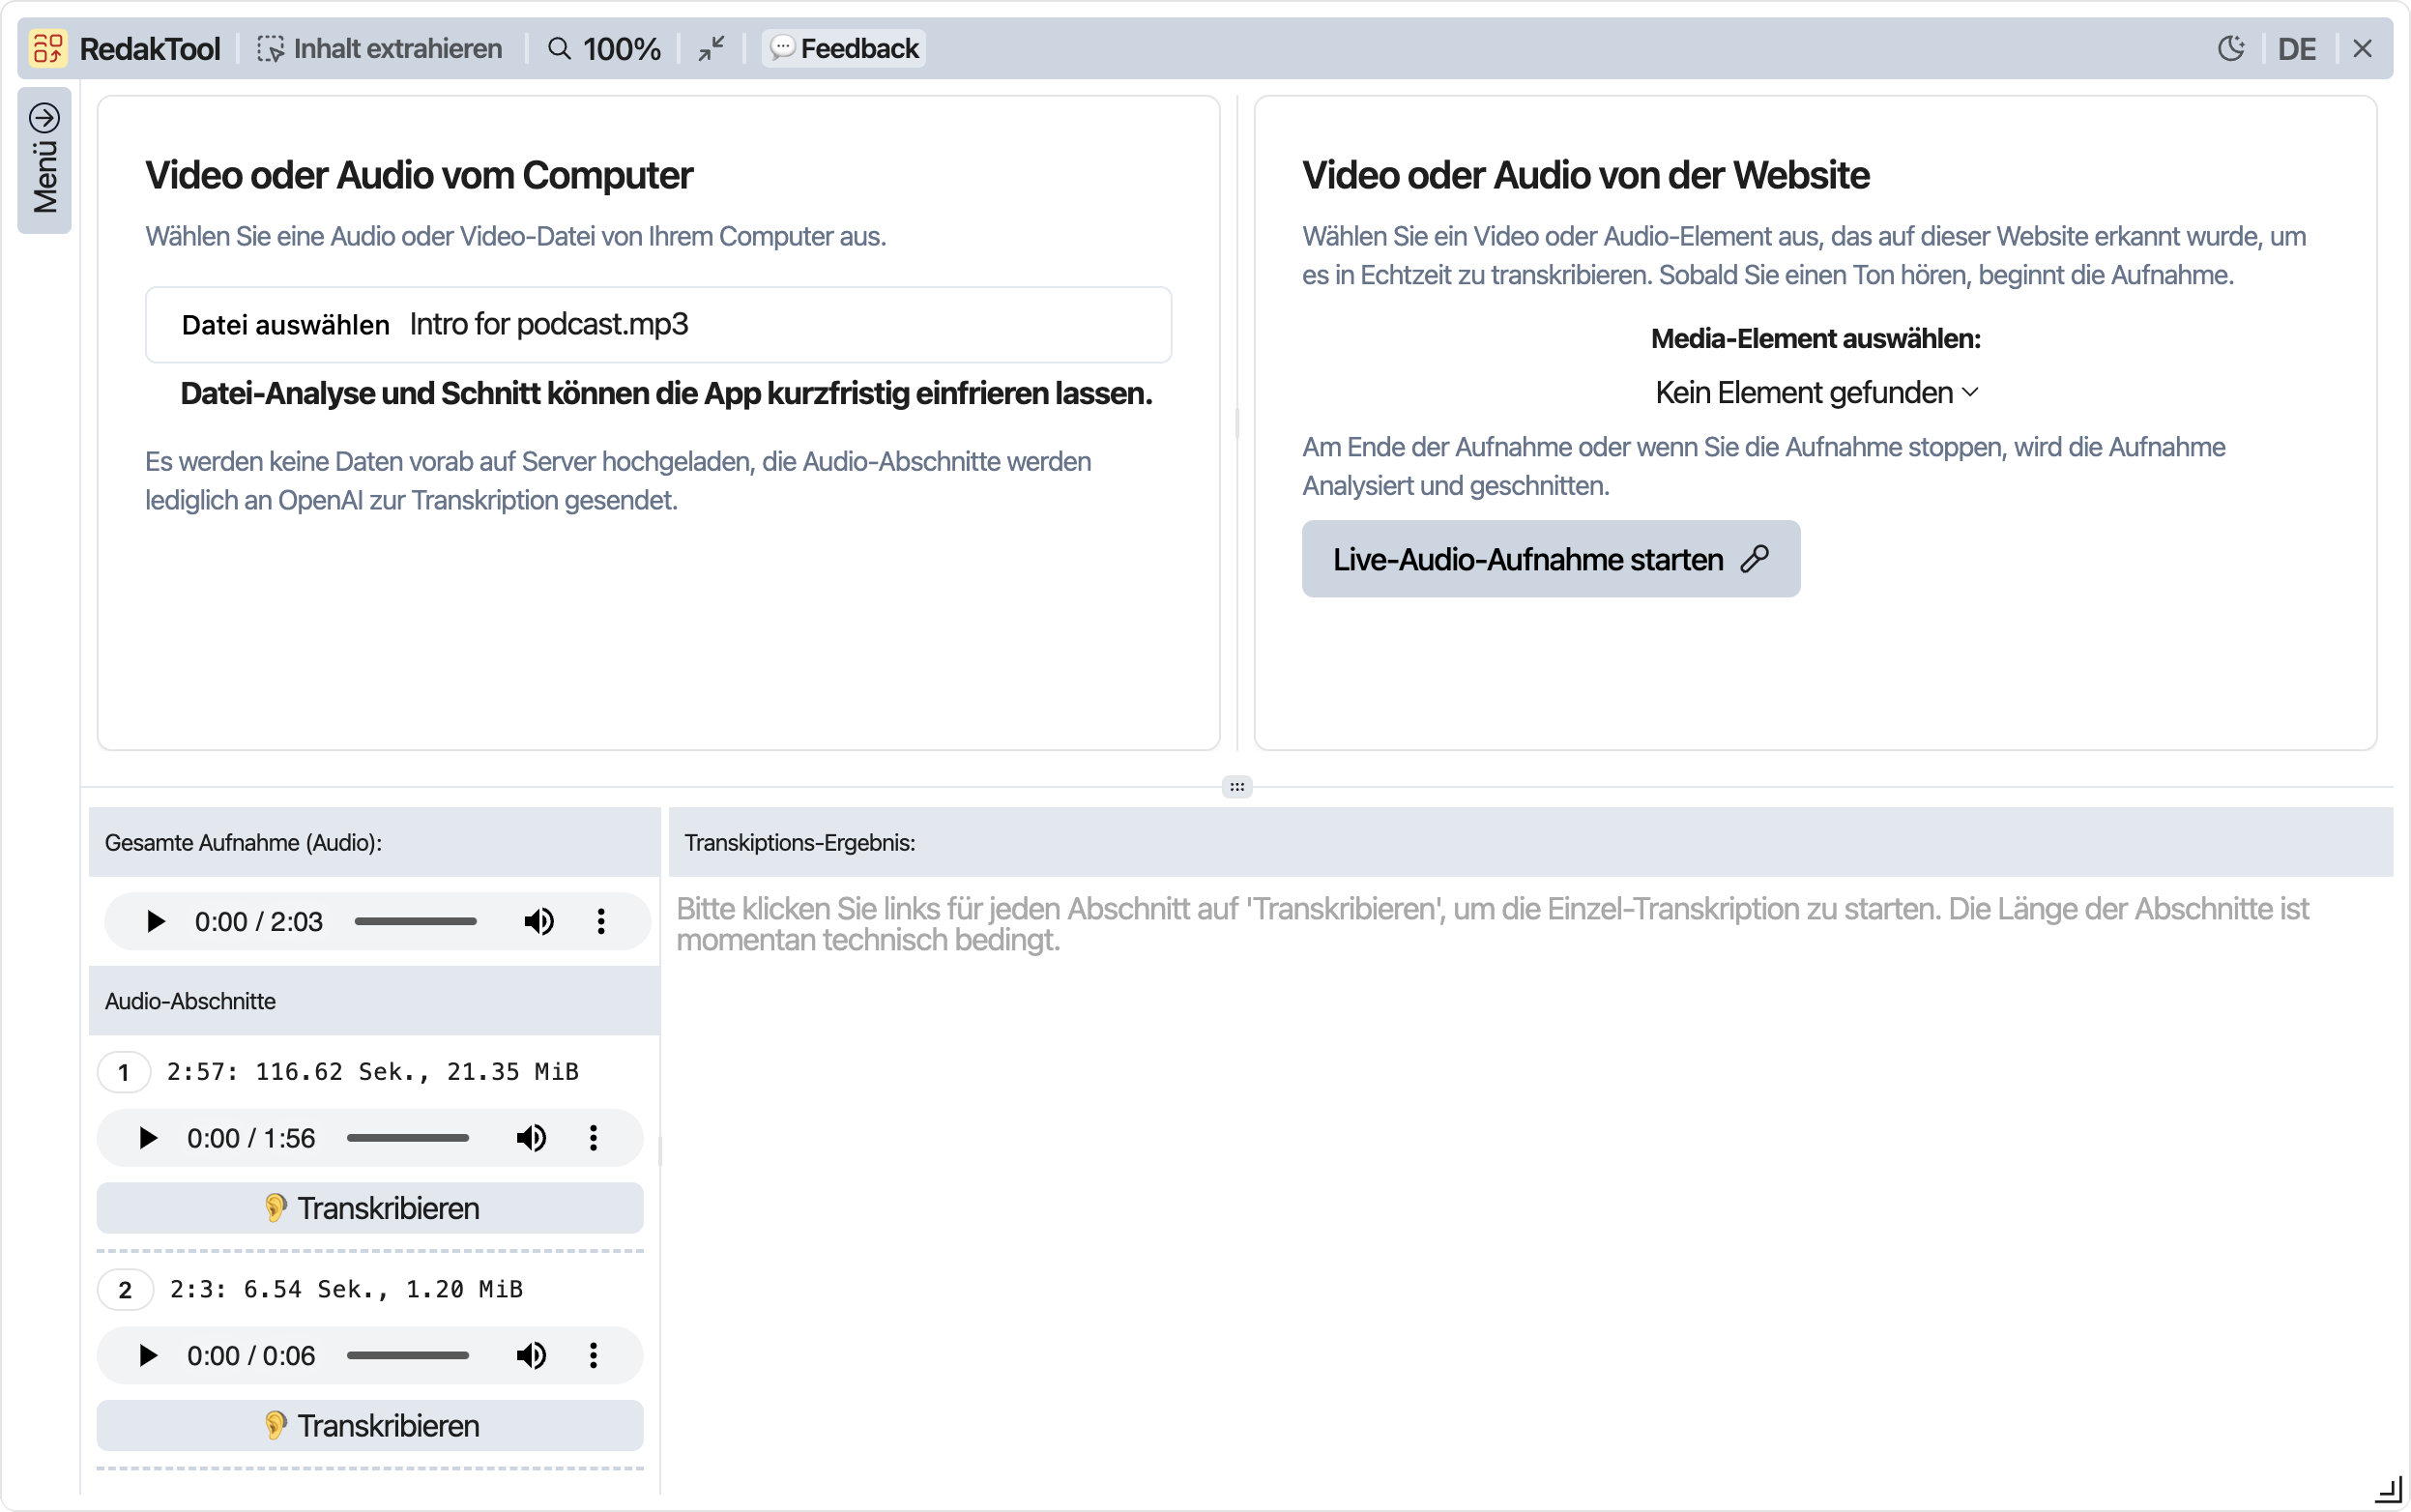 RedakTool
Inhalt extrahieren
100%
Feedback
DE
Menü
Video oder Audio vom Computer
Wählen Sie eine Audio oder Video-Datei von Ihrem Computer aus.
Datei auswählen Intro for podcast.mp3
Datei-Analyse und Schnitt können die App kurzfristig einfrieren lassen.
Es werden keine Daten vorab auf Server hochgeladen, die Audio-Abschnitte werden
lediglich an OpenAI zur Transkription gesendet.
Video oder Audio von der Website
Wählen Sie ein Video oder Audio-Element aus, das auf dieser Website erkannt wurde, um
es in Echtzeit zu transkribieren. Sobald Sie einen Ton hören, beginnt die Aufnahme.
Media-Element auswählen:
Kein Element gefunden
Am Ende der Aufnahme oder wenn Sie die Aufnahme stoppen, wird die Aufnahme
Analysiert und geschnitten.
Live-Audio-Aufnahme starten
Gesamte Aufnahme (Audio):
0:00 / 2:03
Audio-Abschnitte
1 2:57: 116.62 Sek., 21.35 MiB
0:00 / 1:56
Transkribieren
2 2:3: 6.54 Sek., 1.20 MiB
0:00 / 0:06
Transkribieren
Transkiptions-Ergebnis:
Bitte klicken Sie links für jeden Abschnitt auf 'Transkribieren', um die Einzel-Transkription zu starten. Die Länge der Abschnitte ist
momentan technisch bedingt.